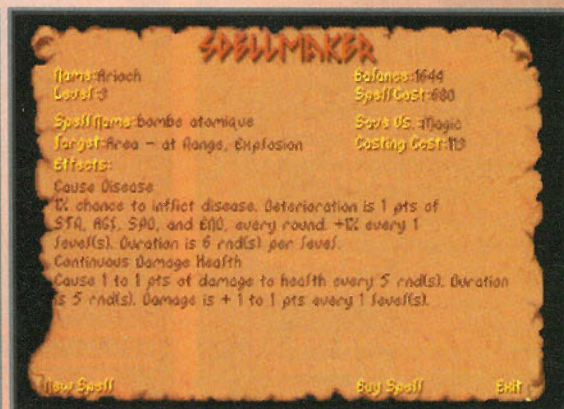 SPELLMAKER
Name:Arioch Balance:1644
Level:9 Spell Cost:680
Spell Name:bombe atomique Save Vs. :Magic
Target:Area - at Range, Explosion Casting Cost:113
Effects:
Cause Disease
1% chance to inflict disease. Deterioration is 1 pts of
STR, AGI, SPD, and END, every round. +1% every 1
level(s). Duration is 6 rnd(s) per level.
Continuous Damage Health
Cause 1 to 1 pts of damage to health every 5 rnd(s). Duration
is 5 rnd(s). Damage is + 1 to 1 pts every 1 level(s).
New Spell Buy Spell Exit